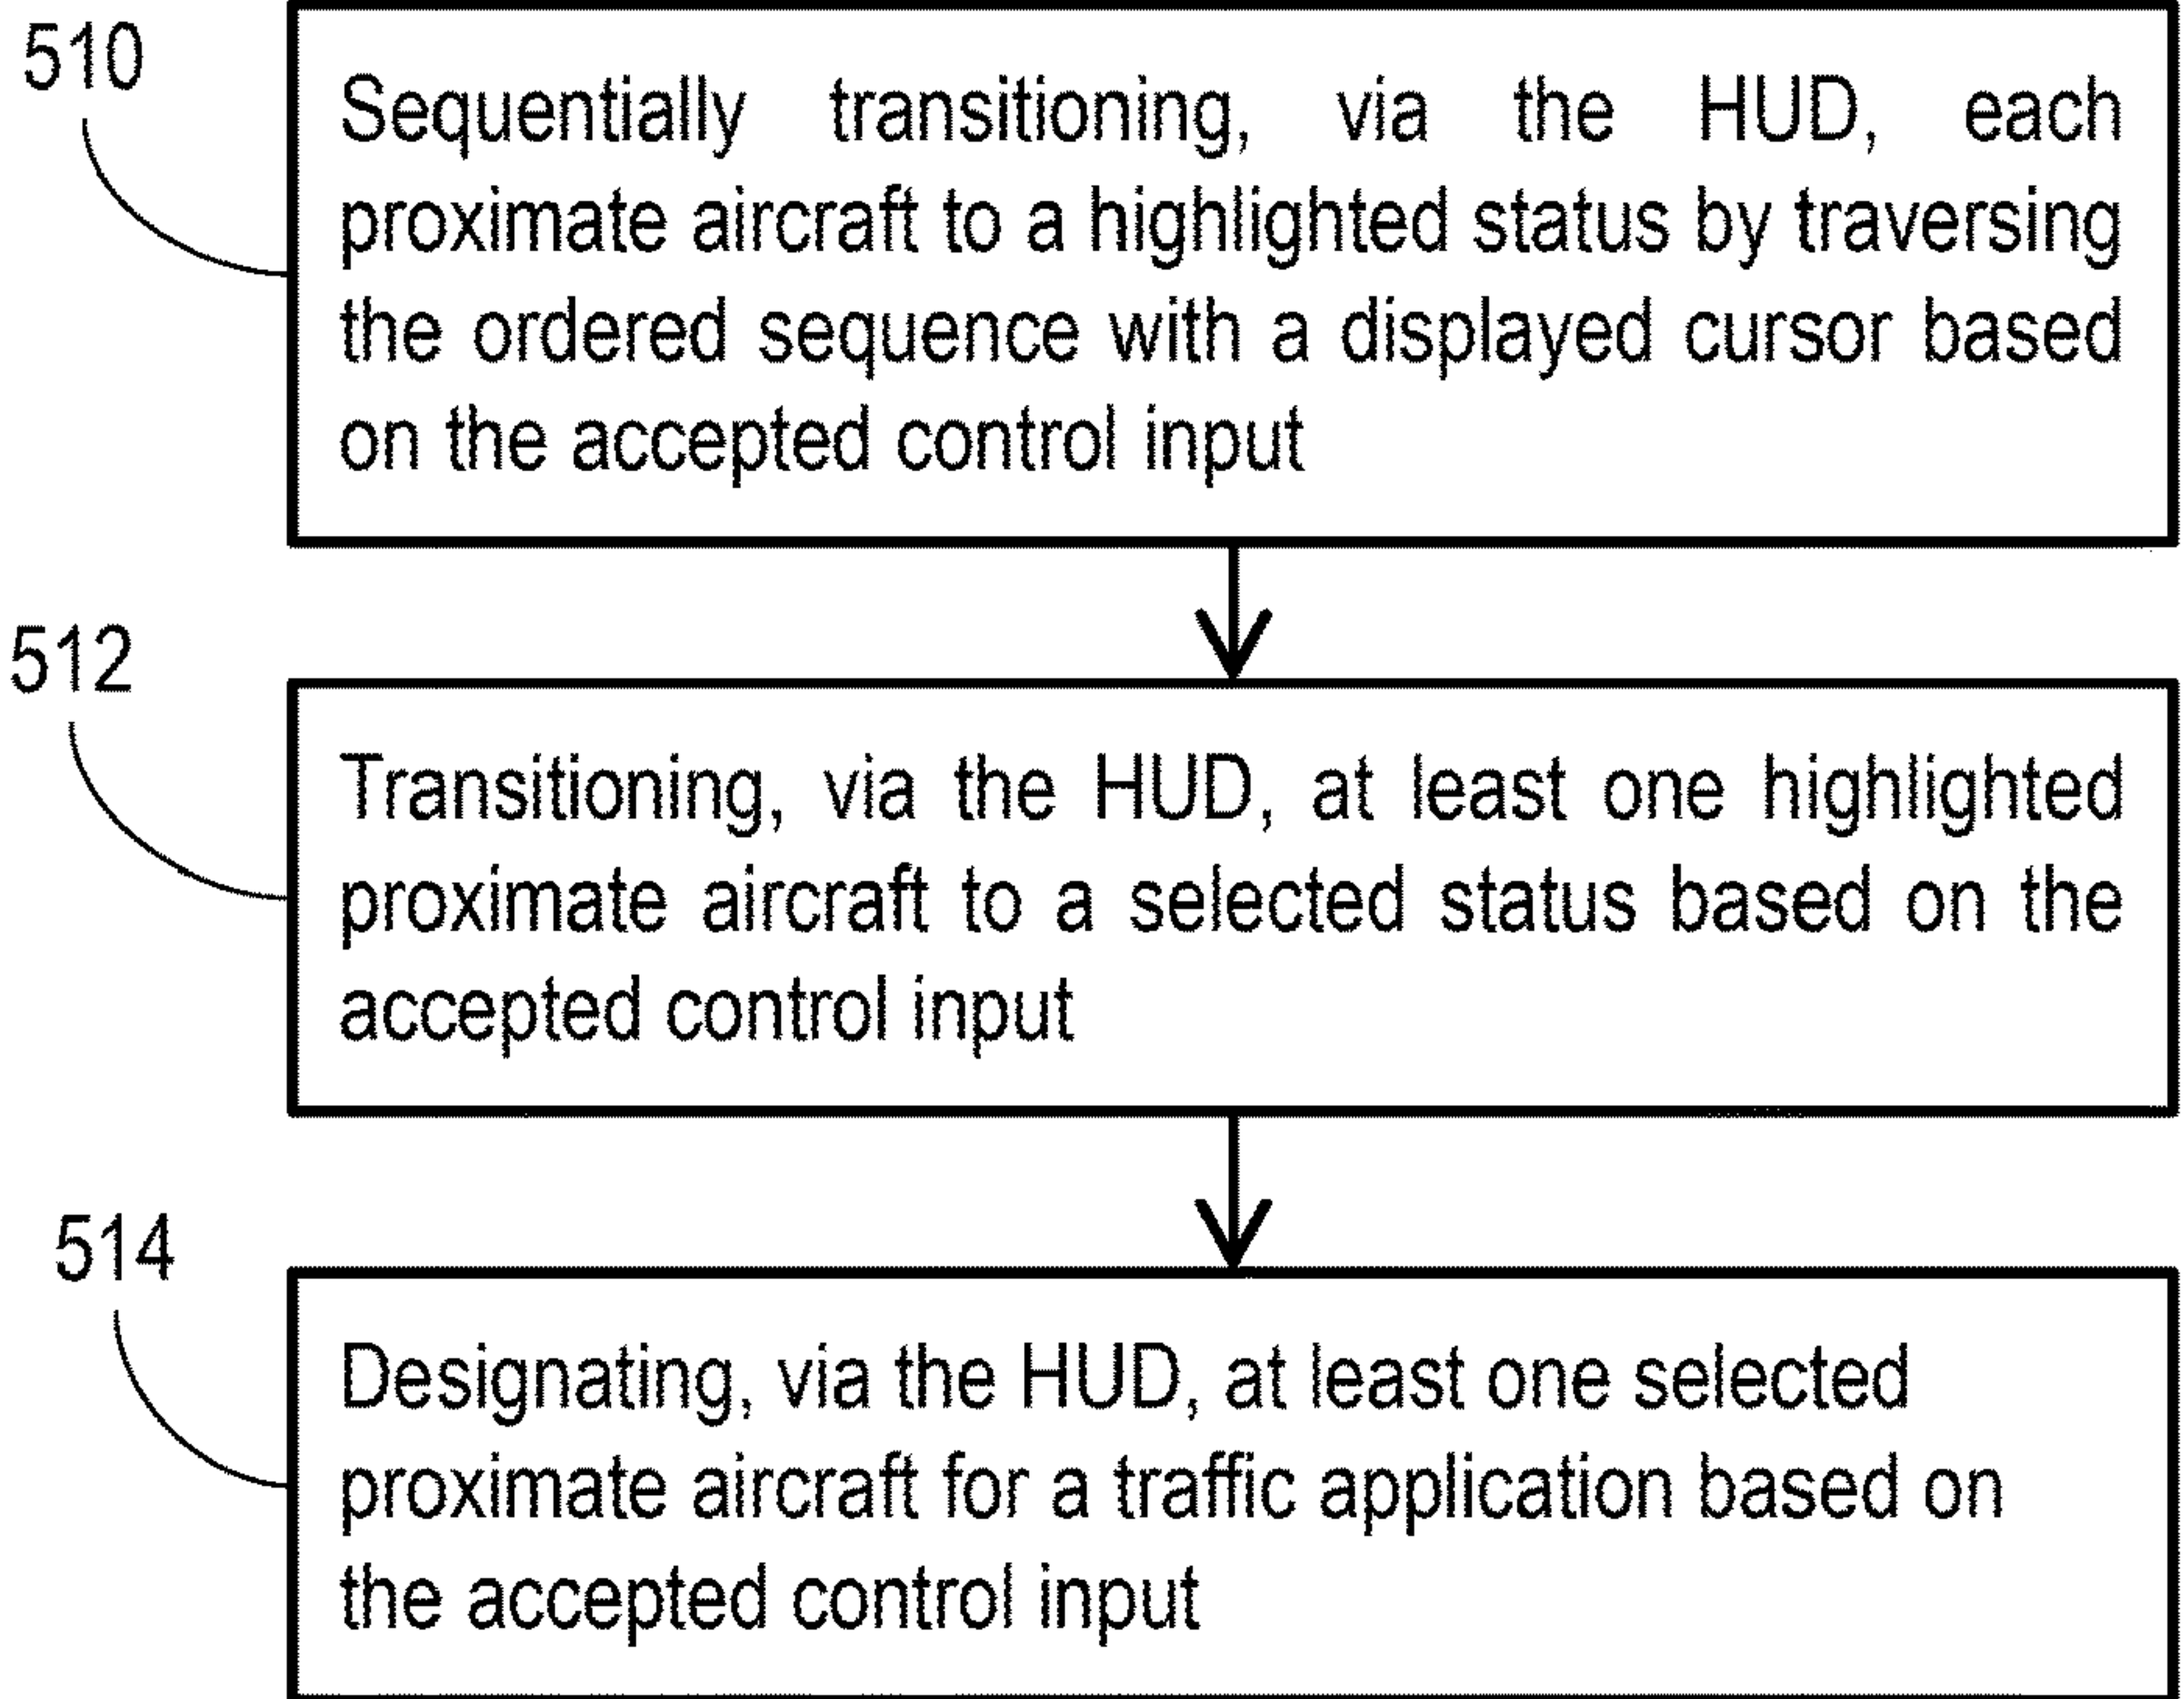 510
Sequentially transitioning, via the HUD, each
proximate aircraft to a highlighted status by traversing
the ordered sequence with a displayed cursor based
on the accepted control input
512
Transitioning, via the HUD, at least one highlighted
proximate aircraft to a selected status based on the
accepted control input
514
Designating, via the HUD, at least one selected
proximate aircraft for a traffic application based on
the accepted control input